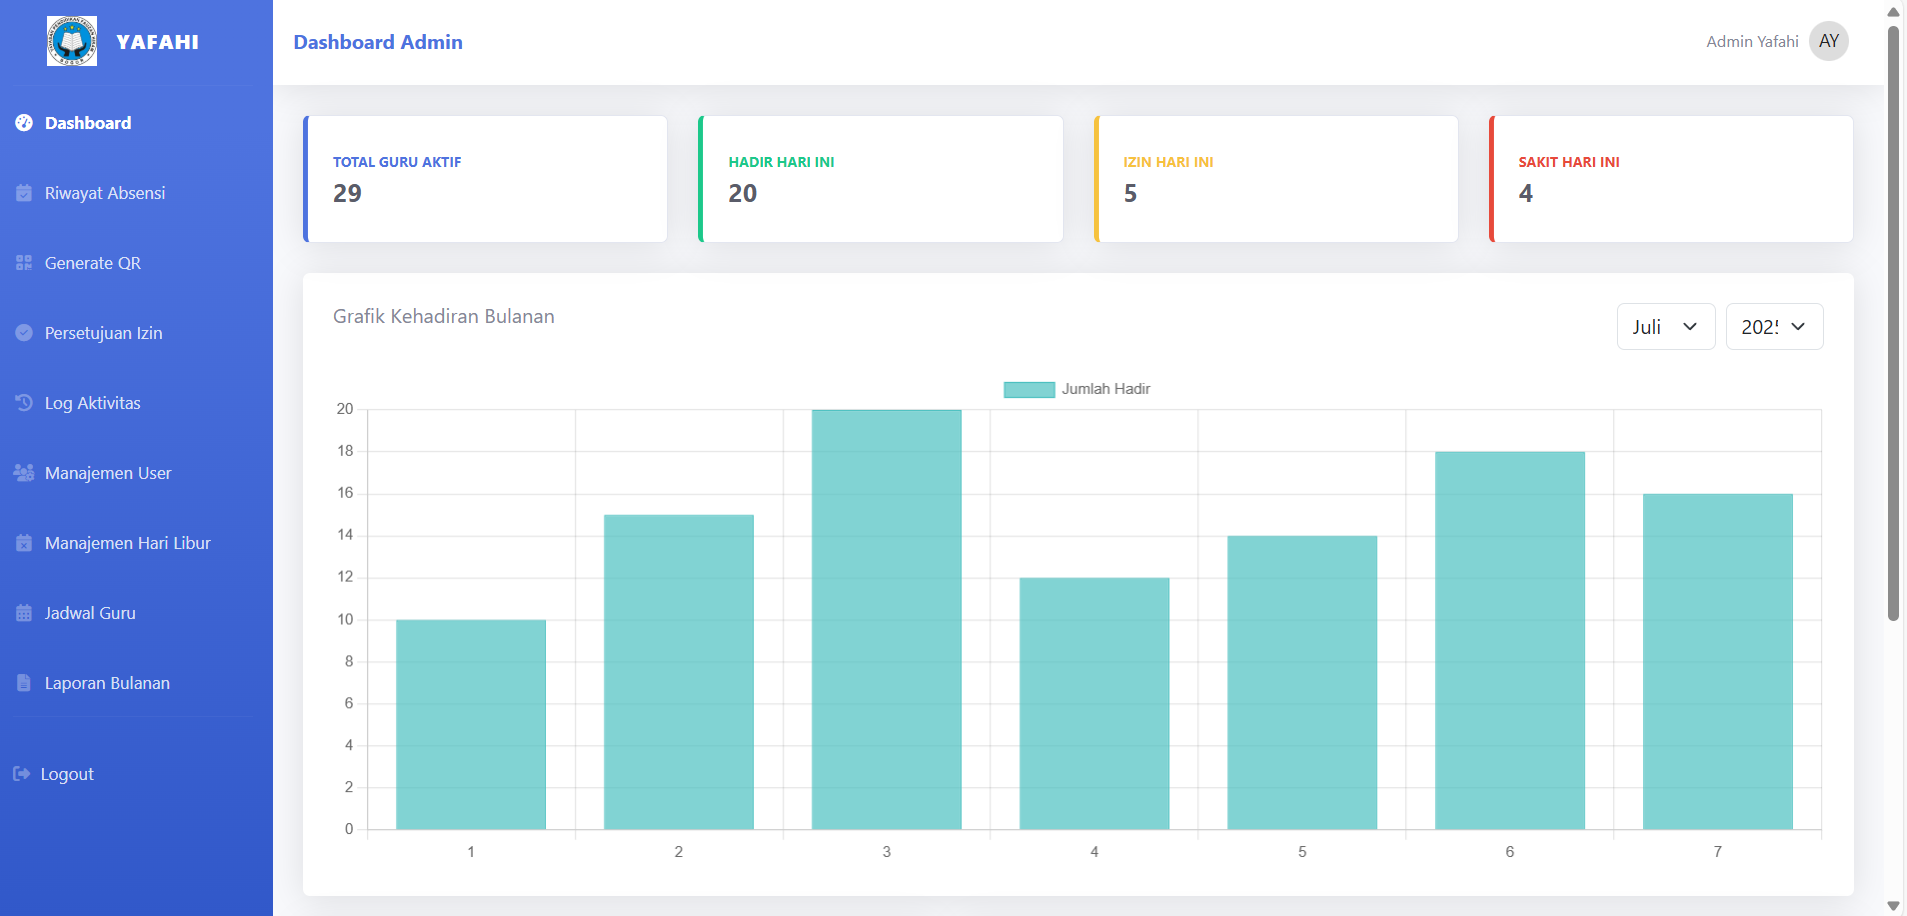 YAFAHI
Dashboard
Riwayat Absensi
Generate QR
Persetujuan Izin
Log Aktivitas
Manajemen User
Manajemen Hari Libur
Jadwal Guru
Laporan Bulanan
Logout
Dashboard Admin
Admin Yafahi AY
TOTAL GURU AKTIF
29
HADIR HARI INI
20
IZIN HARI INI
5
SAKIT HARI INI
4
Grafik Kehadiran Bulanan
Juli
2025
Jumlah Hadir
20
18
16
14
12
10
8
6
4
2
0
1 2 3 4 5 6 7